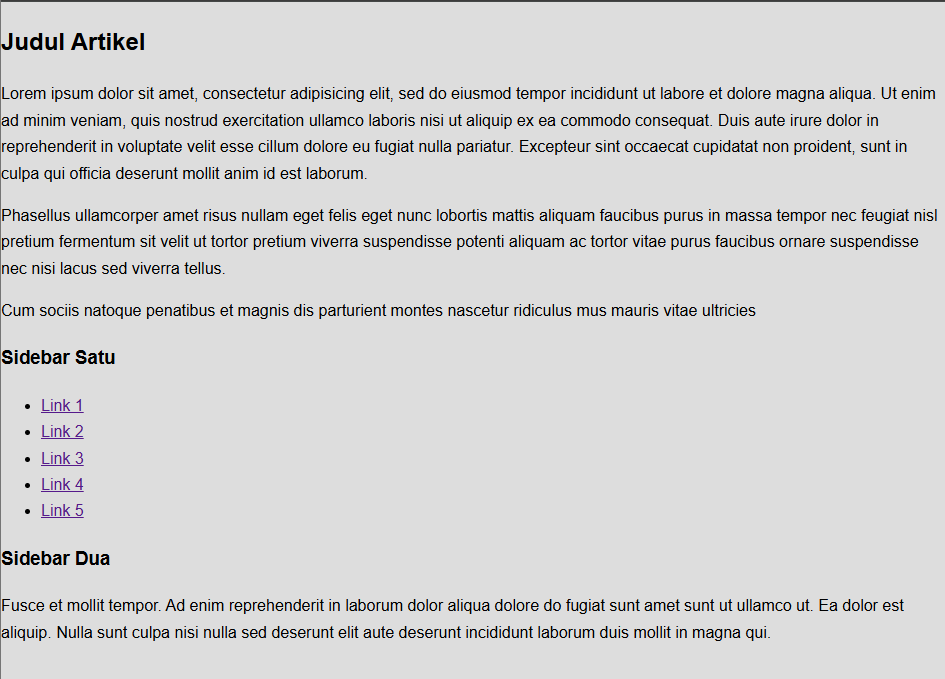 Judul Artikel
Lorem ipsum dolor sit amet, consectetur adipisicing elit, sed do eiusmod tempor incididunt ut labore et dolore magna aliqua. Ut enim
ad minim veniam, quis nostrud exercitation ullamco laboris nisi ut aliquip ex ea commodo consequat. Duis aute irure dolor in
reprehenderit in voluptate velit esse cillum dolore eu fugiat nulla pariatur. Excepteur sint occaecat cupidatat non proident, sunt in
culpa qui officia deserunt mollit anim id est laborum.
Phasellus ullamcorper amet risus nullam eget felis eget nunc lobortis mattis aliquam faucibus purus in massa tempor nec feugiat nisl
pretium fermentum sit velit ut tortor pretium viverra suspendisse potenti aliquam ac tortor vitae purus faucibus ornare suspendisse
nec nisi lacus sed viverra tellus.
Cum sociis natoque penatibus et magnis dis parturient montes nascetur ridiculus mus mauris vitae ultricies
Sidebar Satu
Link 1
Link 2
Link 3
Link 4
Link 5
Sidebar Dua
Fusce et mollit tempor. Ad enim reprehenderit in laborum dolor aliqua dolore do fugiat sunt amet sunt ut ullamco ut. Ea dolor est
aliquip. Nulla sunt culpa nisi nulla sed deserunt elit aute deserunt incididunt laborum duis mollit in magna qui.